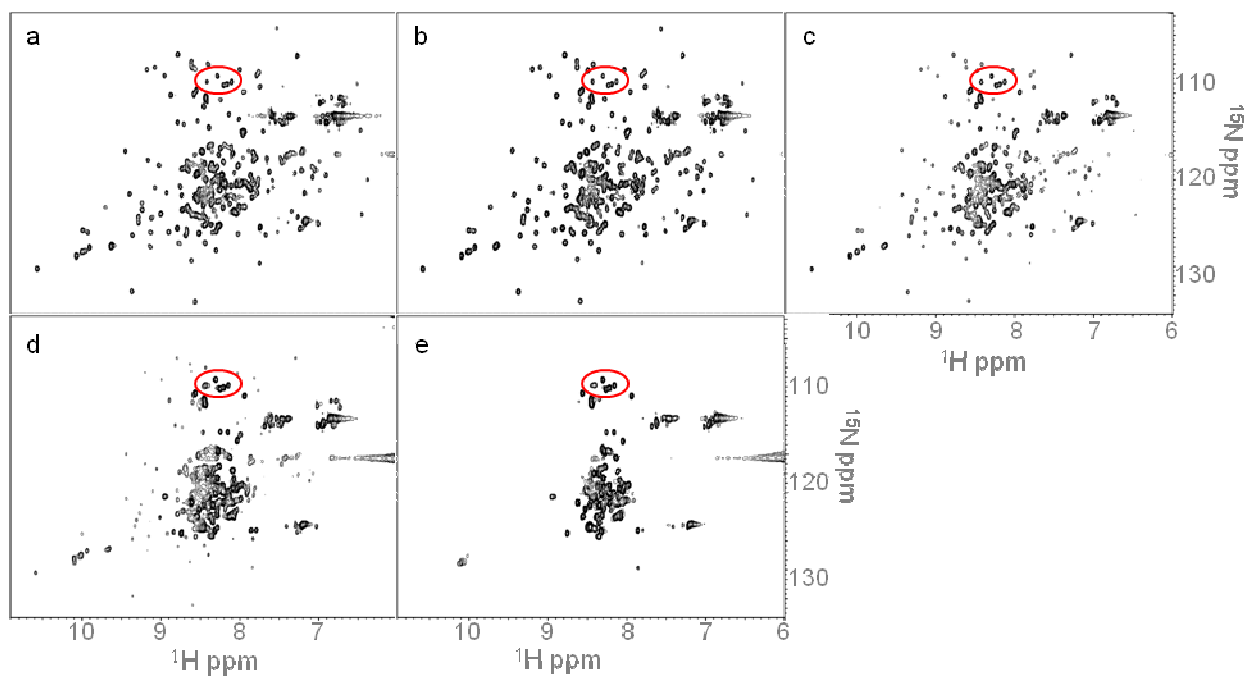 a b c
110
120
130
¹⁵N ppm
10 9 8 7 6
¹H ppm
d e
110
120
130
¹⁵N ppm
10 9 8 7 10 9 8 7 6
¹H ppm ¹H ppm